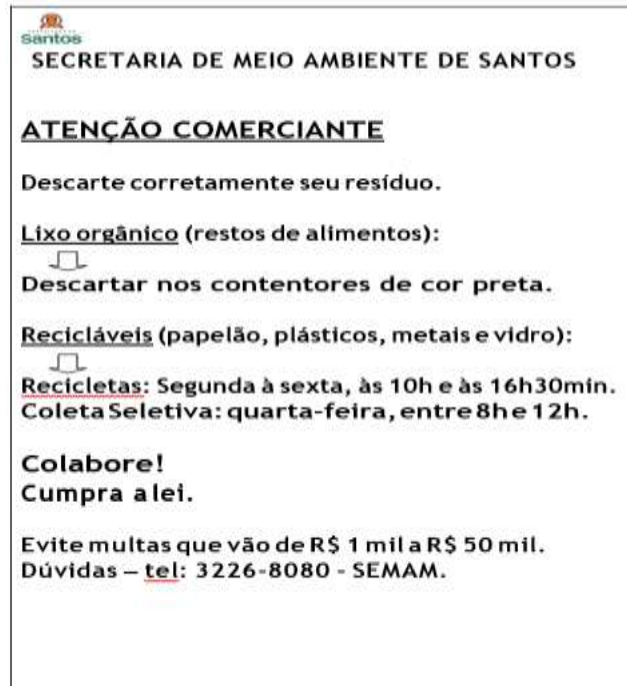 Santos
SECRETARIA DE MEIO AMBIENTE DE SANTOS
ATENÇÃO COMERCIANTE
Descarte corretamente seu resíduo.
Lixo orgânico (restos de alimentos):
Descartar nos contentores de cor preta.
Recicláveis (papelão, plásticos, metais e vidro):
Recicletas: Segunda à sexta, às 10h e às 16h30min.
Coleta Seletiva: quarta-feira, entre 8h e 12h.
Colabore!
Cumpra a lei.
Evite multas que vão de R$ 1 mil a R$ 50 mil.
Dúvidas – tel: 3226-8080 - SEMAM.